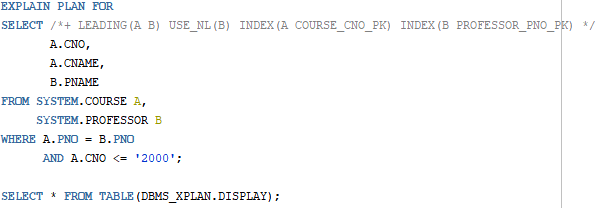 EXPLAIN PLAN FOR
SELECT /*+ LEADING(A B) USE_NL(B) INDEX(A COURSE_CNO_PK) INDEX(B PROFESSOR_PNO_PK) */
A.CNO,
A.CNAME,
B.PNAME
FROM SYSTEM.COURSE A,
SYSTEM.PROFESSOR B
WHERE A.PNO = B.PNO
AND A.CNO <= '2000';
SELECT * FROM TABLE(DBMS_XPLAN.DISPLAY);